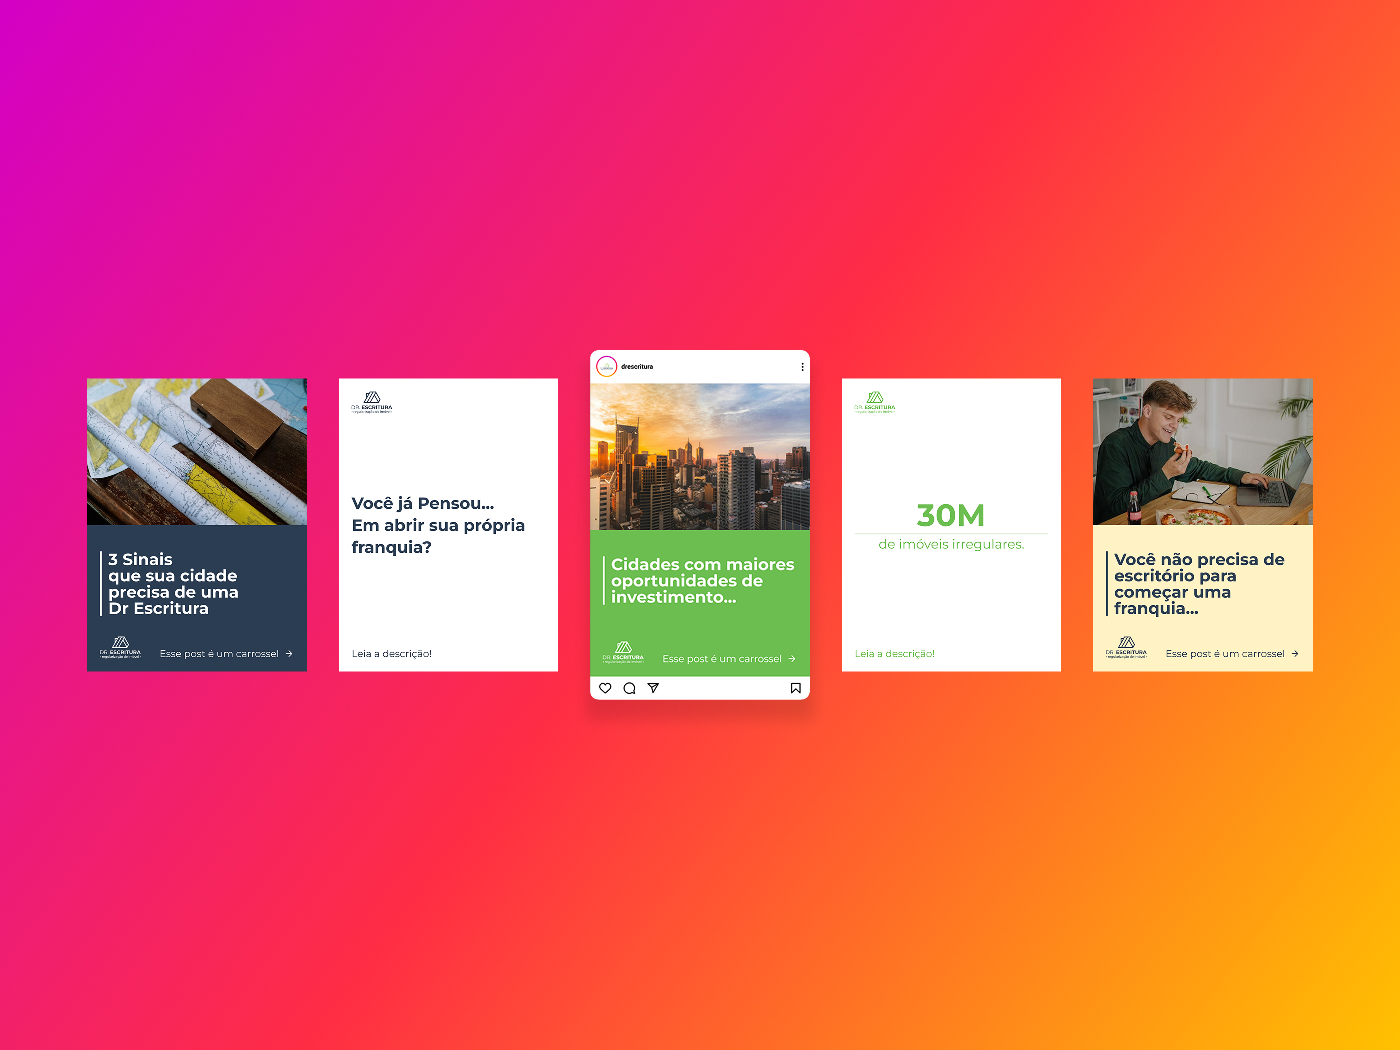 3 Sinais
que sua cidade
precisa de uma
Dr Escritura
DR. ESCRITURA
Esse post é um carrossel →
DR. ESCRITURA
Você já Pensou...
Em abrir sua própria
franquia?
Leia a descrição!
drescritura
Cidades com maiores
oportunidades de
investimento...
DR. ESCRITURA
Esse post é um carrossel →
DR. ESCRITURA
30M
de imóveis irregulares.
Leia a descrição!
Você não precisa de
escritório para
começar uma
franquia...
DR. ESCRITURA
Esse post é um carrossel →